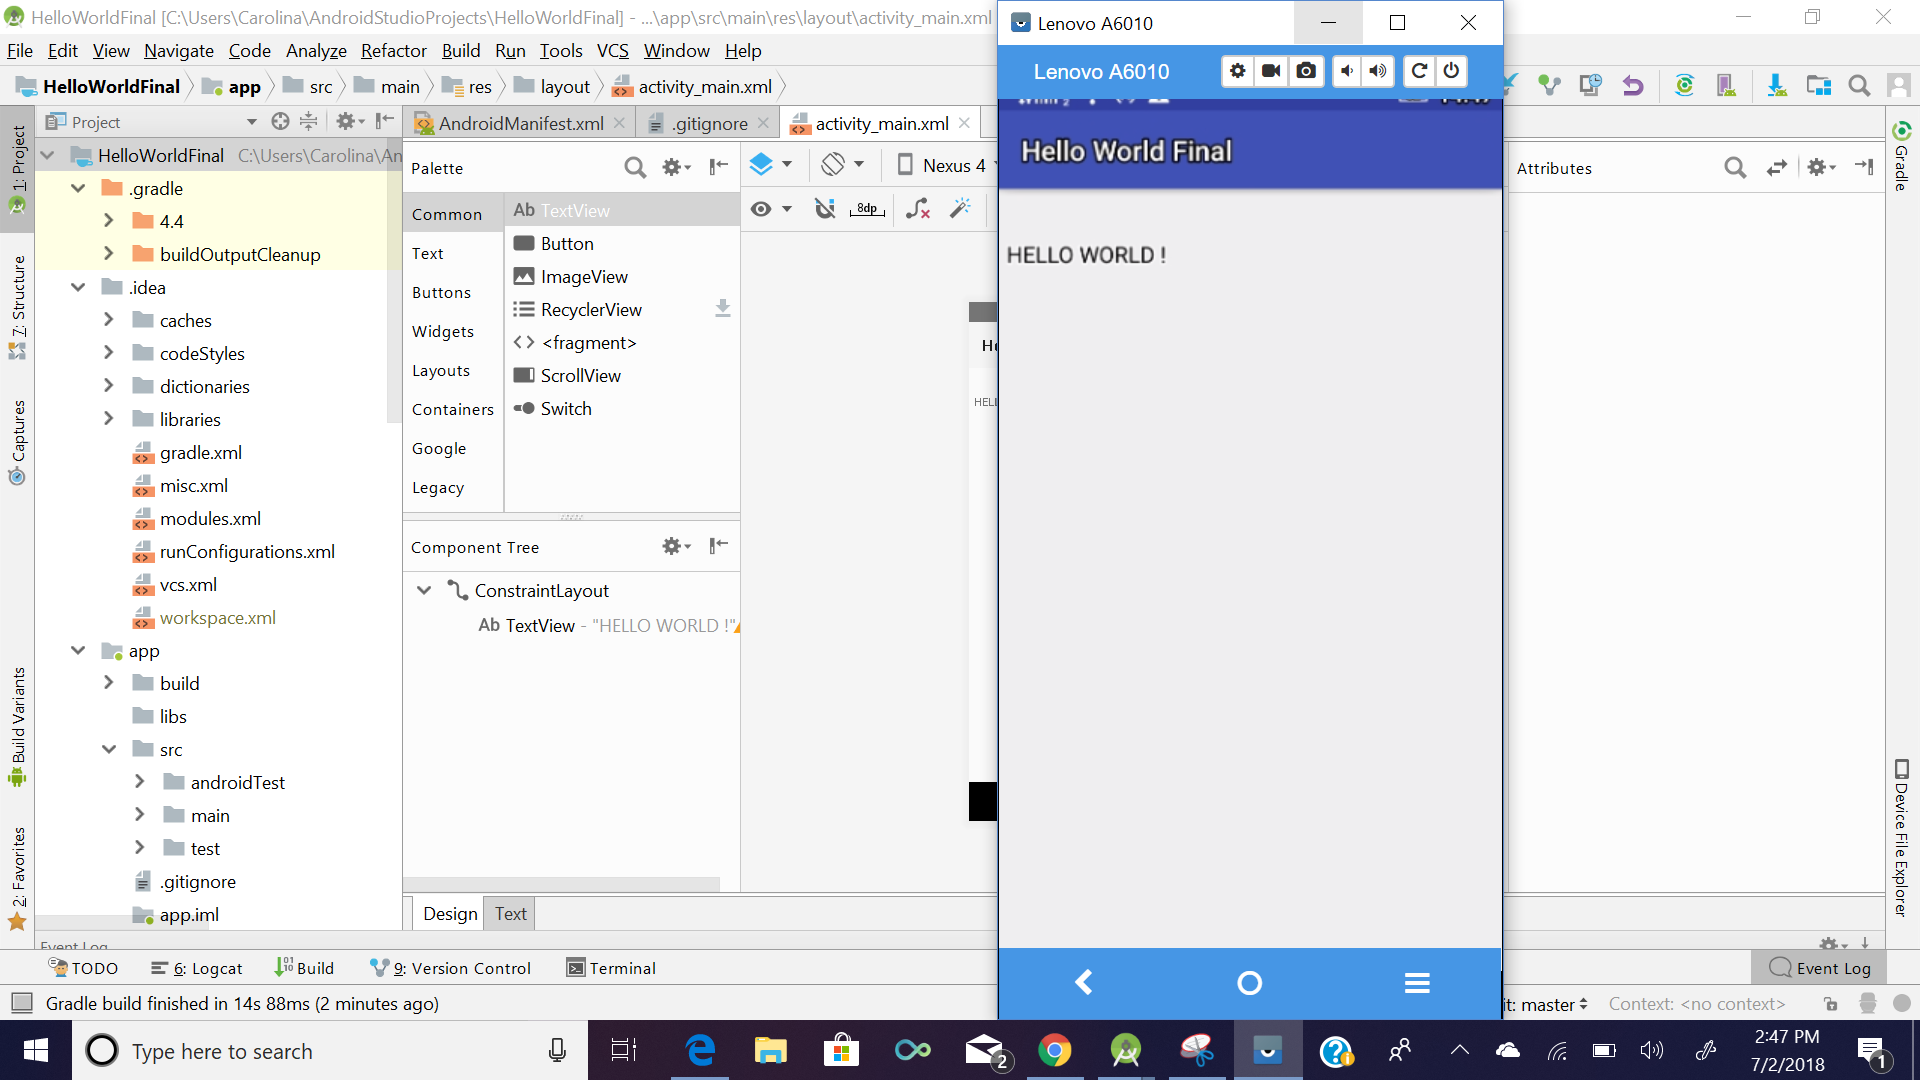 HelloWorldFinal [C:\Users\Carolina\AndroidStudioProjects\HelloWorldFinal] - ...\app\src\main\res\layout\activity_main.xml
File Edit View Navigate Code Analyze Refactor Build Run Tools VCS Window Help
HelloWorldFinal app src main res layout activity_main.xml
Project
AndroidManifest.xml .gitignore activity_main.xml
1: Project
7: Structure
Captures
Build Variants
2: Favorites
HelloWorldFinal C:\Users\Carolina\An
.gradle
4.4
buildOutputCleanup
.idea
caches
codeStyles
dictionaries
libraries
gradle.xml
misc.xml
modules.xml
runConfigurations.xml
vcs.xml
workspace.xml
app
build
libs
src
androidTest
main
test
.gitignore
app.iml
Palette
Common
Text
Buttons
Widgets
Layouts
Containers
Google
Legacy
Ab TextView
Button
ImageView
RecyclerView
<fragment>
ScrollView
Switch
Component Tree
ConstraintLayout
Ab TextView - "HELLO WORLD !"
Nexus 4
8dp
Design Text
Lenovo A6010
Lenovo A6010
Hello World Final
HELLO WORLD !
Attributes
Gradle
Device File Explorer
Event Log
TODO 6: Logcat Build 9: Version Control Terminal
Event Log
Gradle build finished in 14s 88ms (2 minutes ago)
it: master Context: <no context>
Type here to search
2
2:47 PM
7/2/2018
1